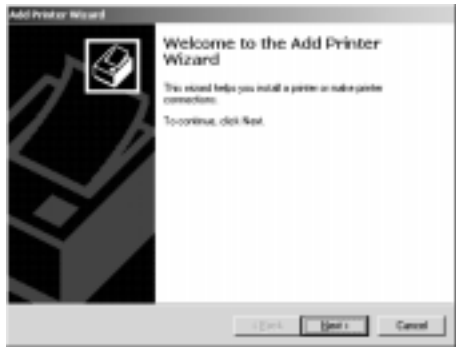 Add Printer Wizard
Welcome to the Add Printer
Wizard
This wizard helps you install a printer or make printer
connections.
To continue, click Next.
< Back
Next >
Cancel